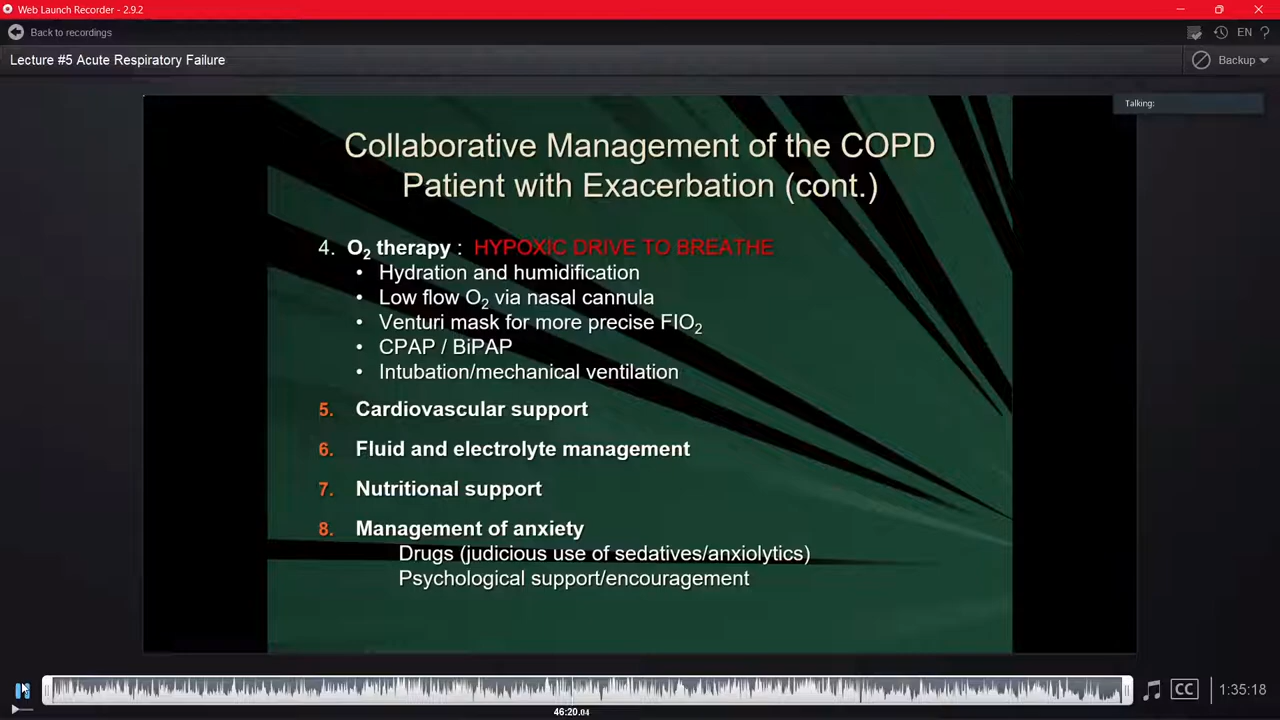 Web Launch Recorder - 2.9.2
Back to recordings
EN ?
Lecture #5 Acute Respiratory Failure
Backup
Talking:
Collaborative Management of the COPD
Patient with Exacerbation (cont.)
4. O₂ therapy : HYPOXIC DRIVE TO BREATHE
• Hydration and humidification
• Low flow O₂ via nasal cannula
• Venturi mask for more precise FIO₂
• CPAP / BiPAP
• Intubation/mechanical ventilation
5. Cardiovascular support
6. Fluid and electrolyte management
7. Nutritional support
8. Management of anxiety
Drugs (judicious use of sedatives/anxiolytics)
Psychological support/encouragement
CC
1:35:18
46:20.04